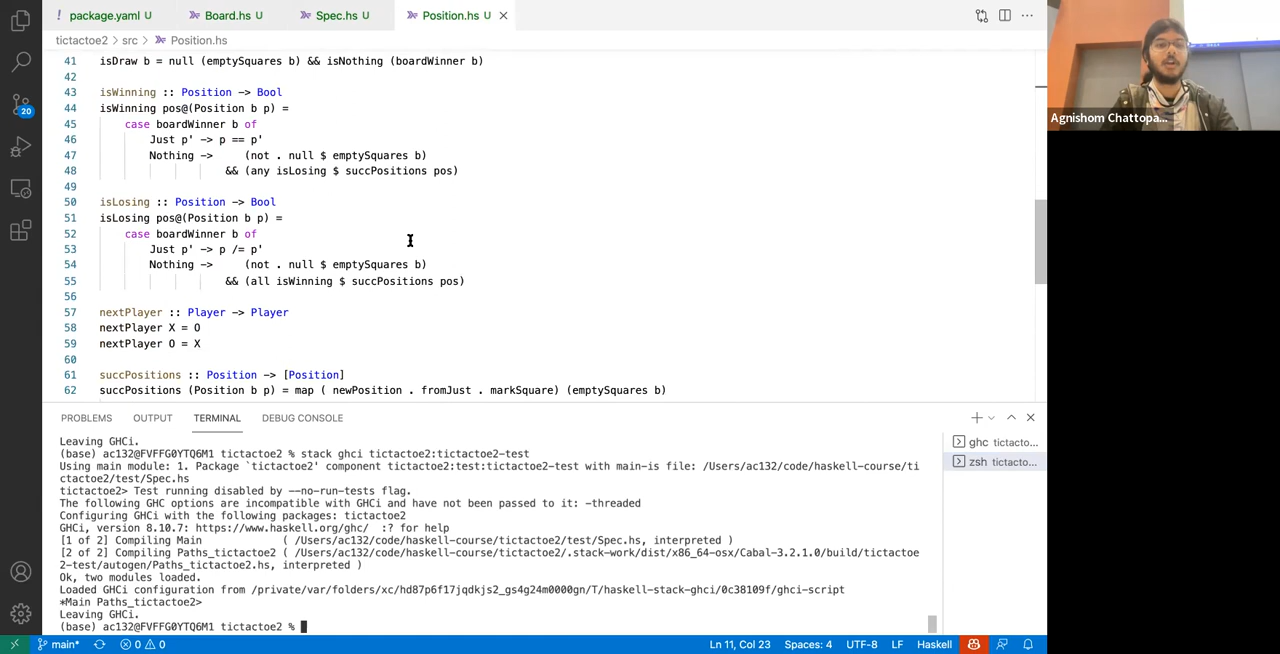 ! package.yaml U
Board.hs U
Spec.hs U
Position.hs U
tictactoe2 > src > Position.hs
41 isDraw b = null (emptySquares b) && isNothing (boardWinner b)
42
43 isWinning :: Position -> Bool
44 isWinning pos@(Position b p) =
45 case boardWinner b of
46 Just p' -> p == p'
47 Nothing -> (not . null $ emptySquares b)
48 && (any isLosing $ succPositions pos)
49
50 isLosing :: Position -> Bool
51 isLosing pos@(Position b p) =
52 case boardWinner b of
53 Just p' -> p /= p'
54 Nothing -> (not . null $ emptySquares b)
55 && (all isWinning $ succPositions pos)
56
57 nextPlayer :: Player -> Player
58 nextPlayer X = O
59 nextPlayer O = X
60
61 succPositions :: Position -> [Position]
62 succPositions (Position b p) = map ( newPosition . fromJust . markSquare) (emptySquares b)
20
Agnishom Chattopa...
PROBLEMS OUTPUT TERMINAL DEBUG CONSOLE
Leaving GHCi.
(base) ac132@FVFFG0YTQ6M1 tictactoe2 % stack ghci tictactoe2:tictactoe2-test
Using main module: 1. Package `tictactoe2' component tictactoe2:test:tictactoe2-test with main-is file: /Users/ac132/code/haskell-course/ti
ctactoe2/test/Spec.hs
tictactoe2> Test running disabled by --no-run-tests flag.
The following GHC options are incompatible with GHCi and have not been passed to it: -threaded
Configuring GHCi with the following packages: tictactoe2
GHCi, version 8.10.7: https://www.haskell.org/ghc/  :? for help
[1 of 2] Compiling Main ( /Users/ac132/code/haskell-course/tictactoe2/test/Spec.hs, interpreted )
[2 of 2] Compiling Paths_tictactoe2 ( /Users/ac132/code/haskell-course/tictactoe2/.stack-work/dist/x86_64-osx/Cabal-3.2.1.0/build/tictactoe
2-test/autogen/Paths_tictactoe2.hs, interpreted )
Ok, two modules loaded.
Loaded GHCi configuration from /private/var/folders/xc/hd87p6f17jqdkjs2_gs4g24m0000gn/T/haskell-stack-ghci/0c38109f/ghci-script
*Main Paths_tictactoe2>
Leaving GHCi.
(base) ac132@FVFFG0YTQ6M1 tictactoe2 %
ghc tictacto...
zsh tictacto...
main* 0 0
Ln 11, Col 23 Spaces: 4 UTF-8 LF Haskell